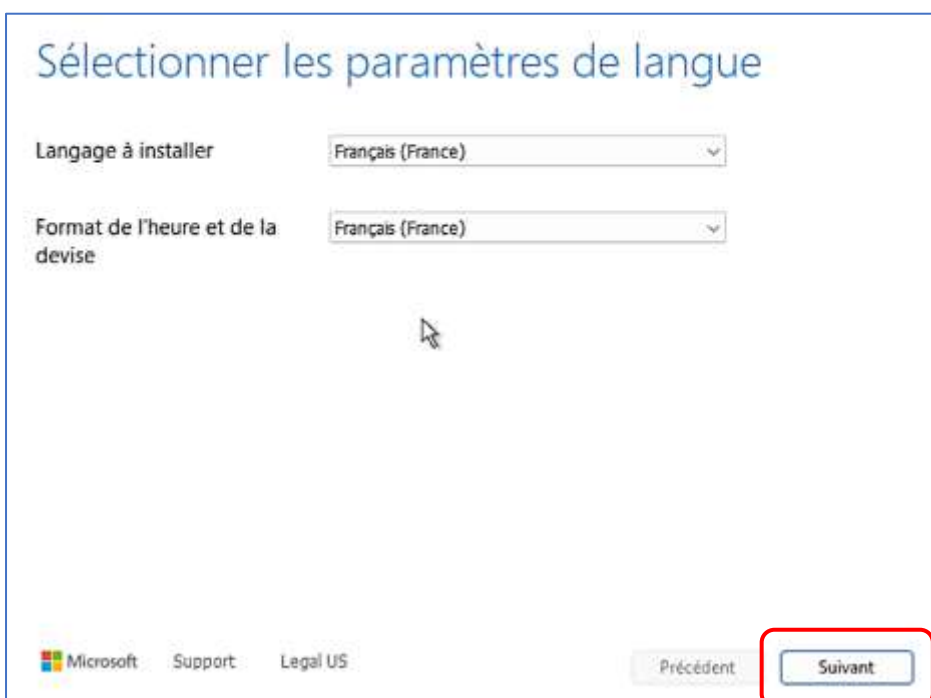 Sélectionner les paramètres de langue
Langage à installer Français (France)
Format de l'heure et de la Français (France)
devise
Microsoft Support Legal US Précédent Suivant